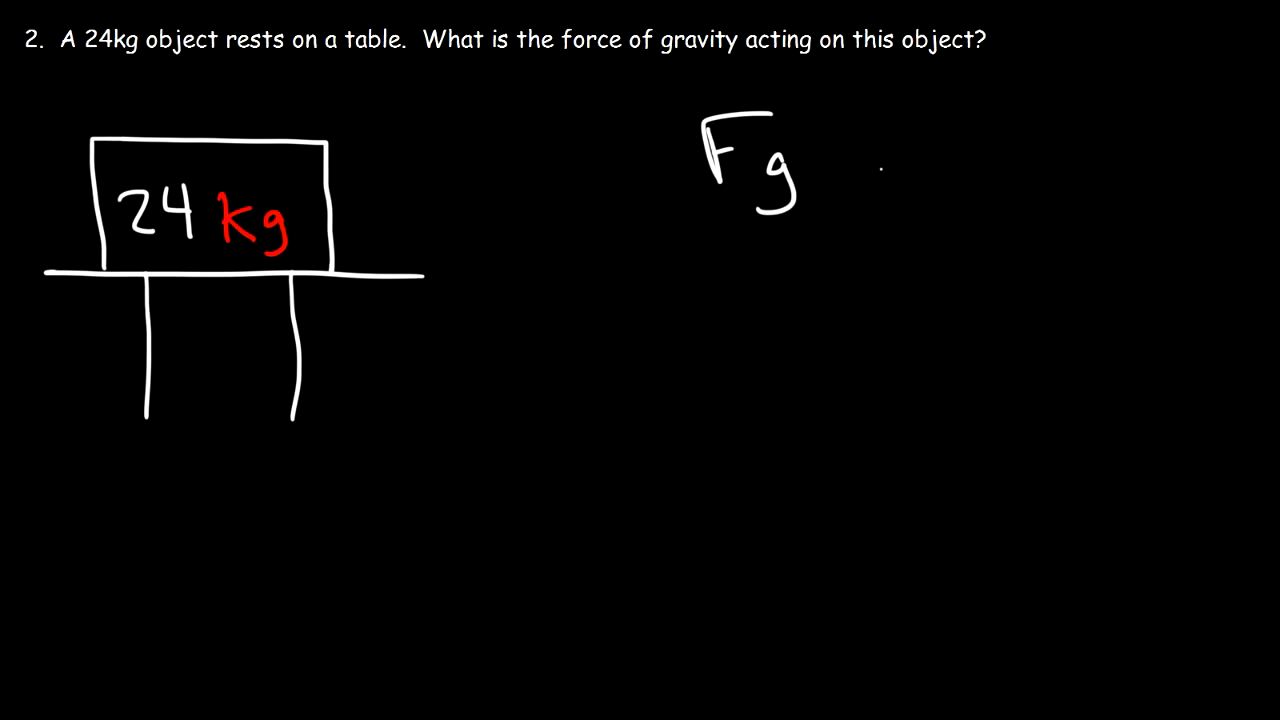 2. A 24kg object rests on a table. What is the force of gravity acting on this object?
Fg
24 kg